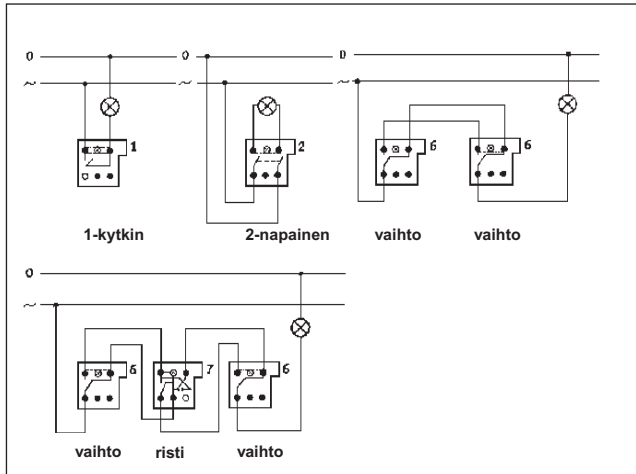 0 0 0
~ ~ ~
1 2 6 6
1-kytkin 2-napainen vaihto vaihto
0
~
6 7 6
vaihto risti vaihto